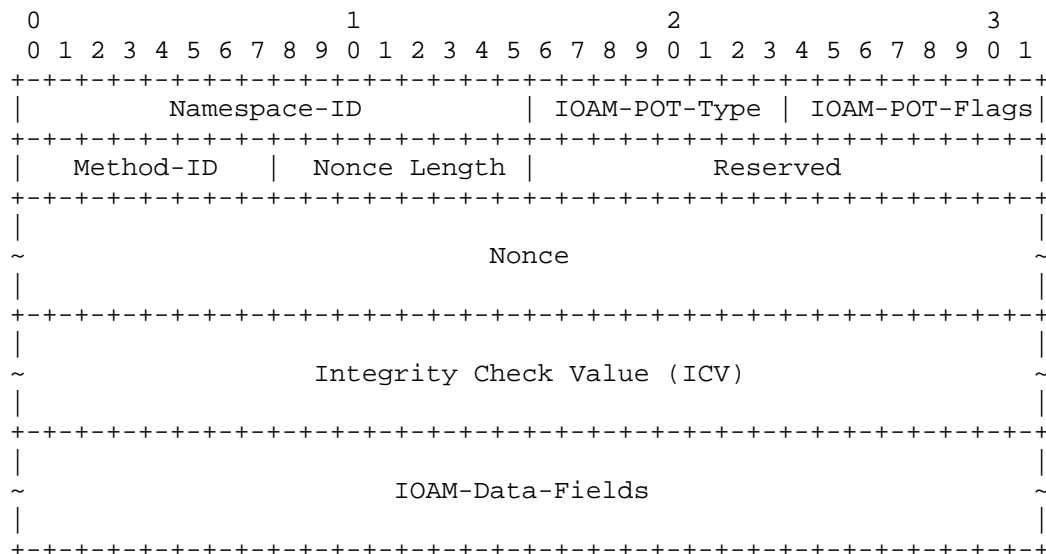 0                   1                   2                   3
 0 1 2 3 4 5 6 7 8 9 0 1 2 3 4 5 6 7 8 9 0 1 2 3 4 5 6 7 8 9 0 1
+-+-+-+-+-+-+-+-+-+-+-+-+-+-+-+-+-+-+-+-+-+-+-+-+-+-+-+-+-+-+-+-+
|         Namespace-ID          | IOAM-POT-Type | IOAM-POT-Flags|
+-+-+-+-+-+-+-+-+-+-+-+-+-+-+-+-+-+-+-+-+-+-+-+-+-+-+-+-+-+-+-+-+
|   Method-ID   |  Nonce Length |           Reserved            |
+-+-+-+-+-+-+-+-+-+-+-+-+-+-+-+-+-+-+-+-+-+-+-+-+-+-+-+-+-+-+-+-+
|                                                               |
~                             Nonce                             ~
|                                                               |
+-+-+-+-+-+-+-+-+-+-+-+-+-+-+-+-+-+-+-+-+-+-+-+-+-+-+-+-+-+-+-+-+
|                                                               |
~                  Integrity Check Value (ICV)                  ~
|                                                               |
+-+-+-+-+-+-+-+-+-+-+-+-+-+-+-+-+-+-+-+-+-+-+-+-+-+-+-+-+-+-+-+-+
|                                                               |
~                       IOAM-Data-Fields                        ~
|                                                               |
+-+-+-+-+-+-+-+-+-+-+-+-+-+-+-+-+-+-+-+-+-+-+-+-+-+-+-+-+-+-+-+-+